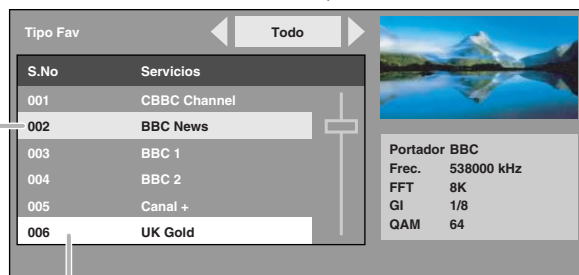 Tipo Fav Todo
S.No Servicios
001 CBBC Channel
002 BBC News
003 BBC 1
004 BBC 2
005 Canal +
006 UK Gold
Portador BBC
Frec. 538000 kHz
FFT 8K
GI 1/8
QAM 64